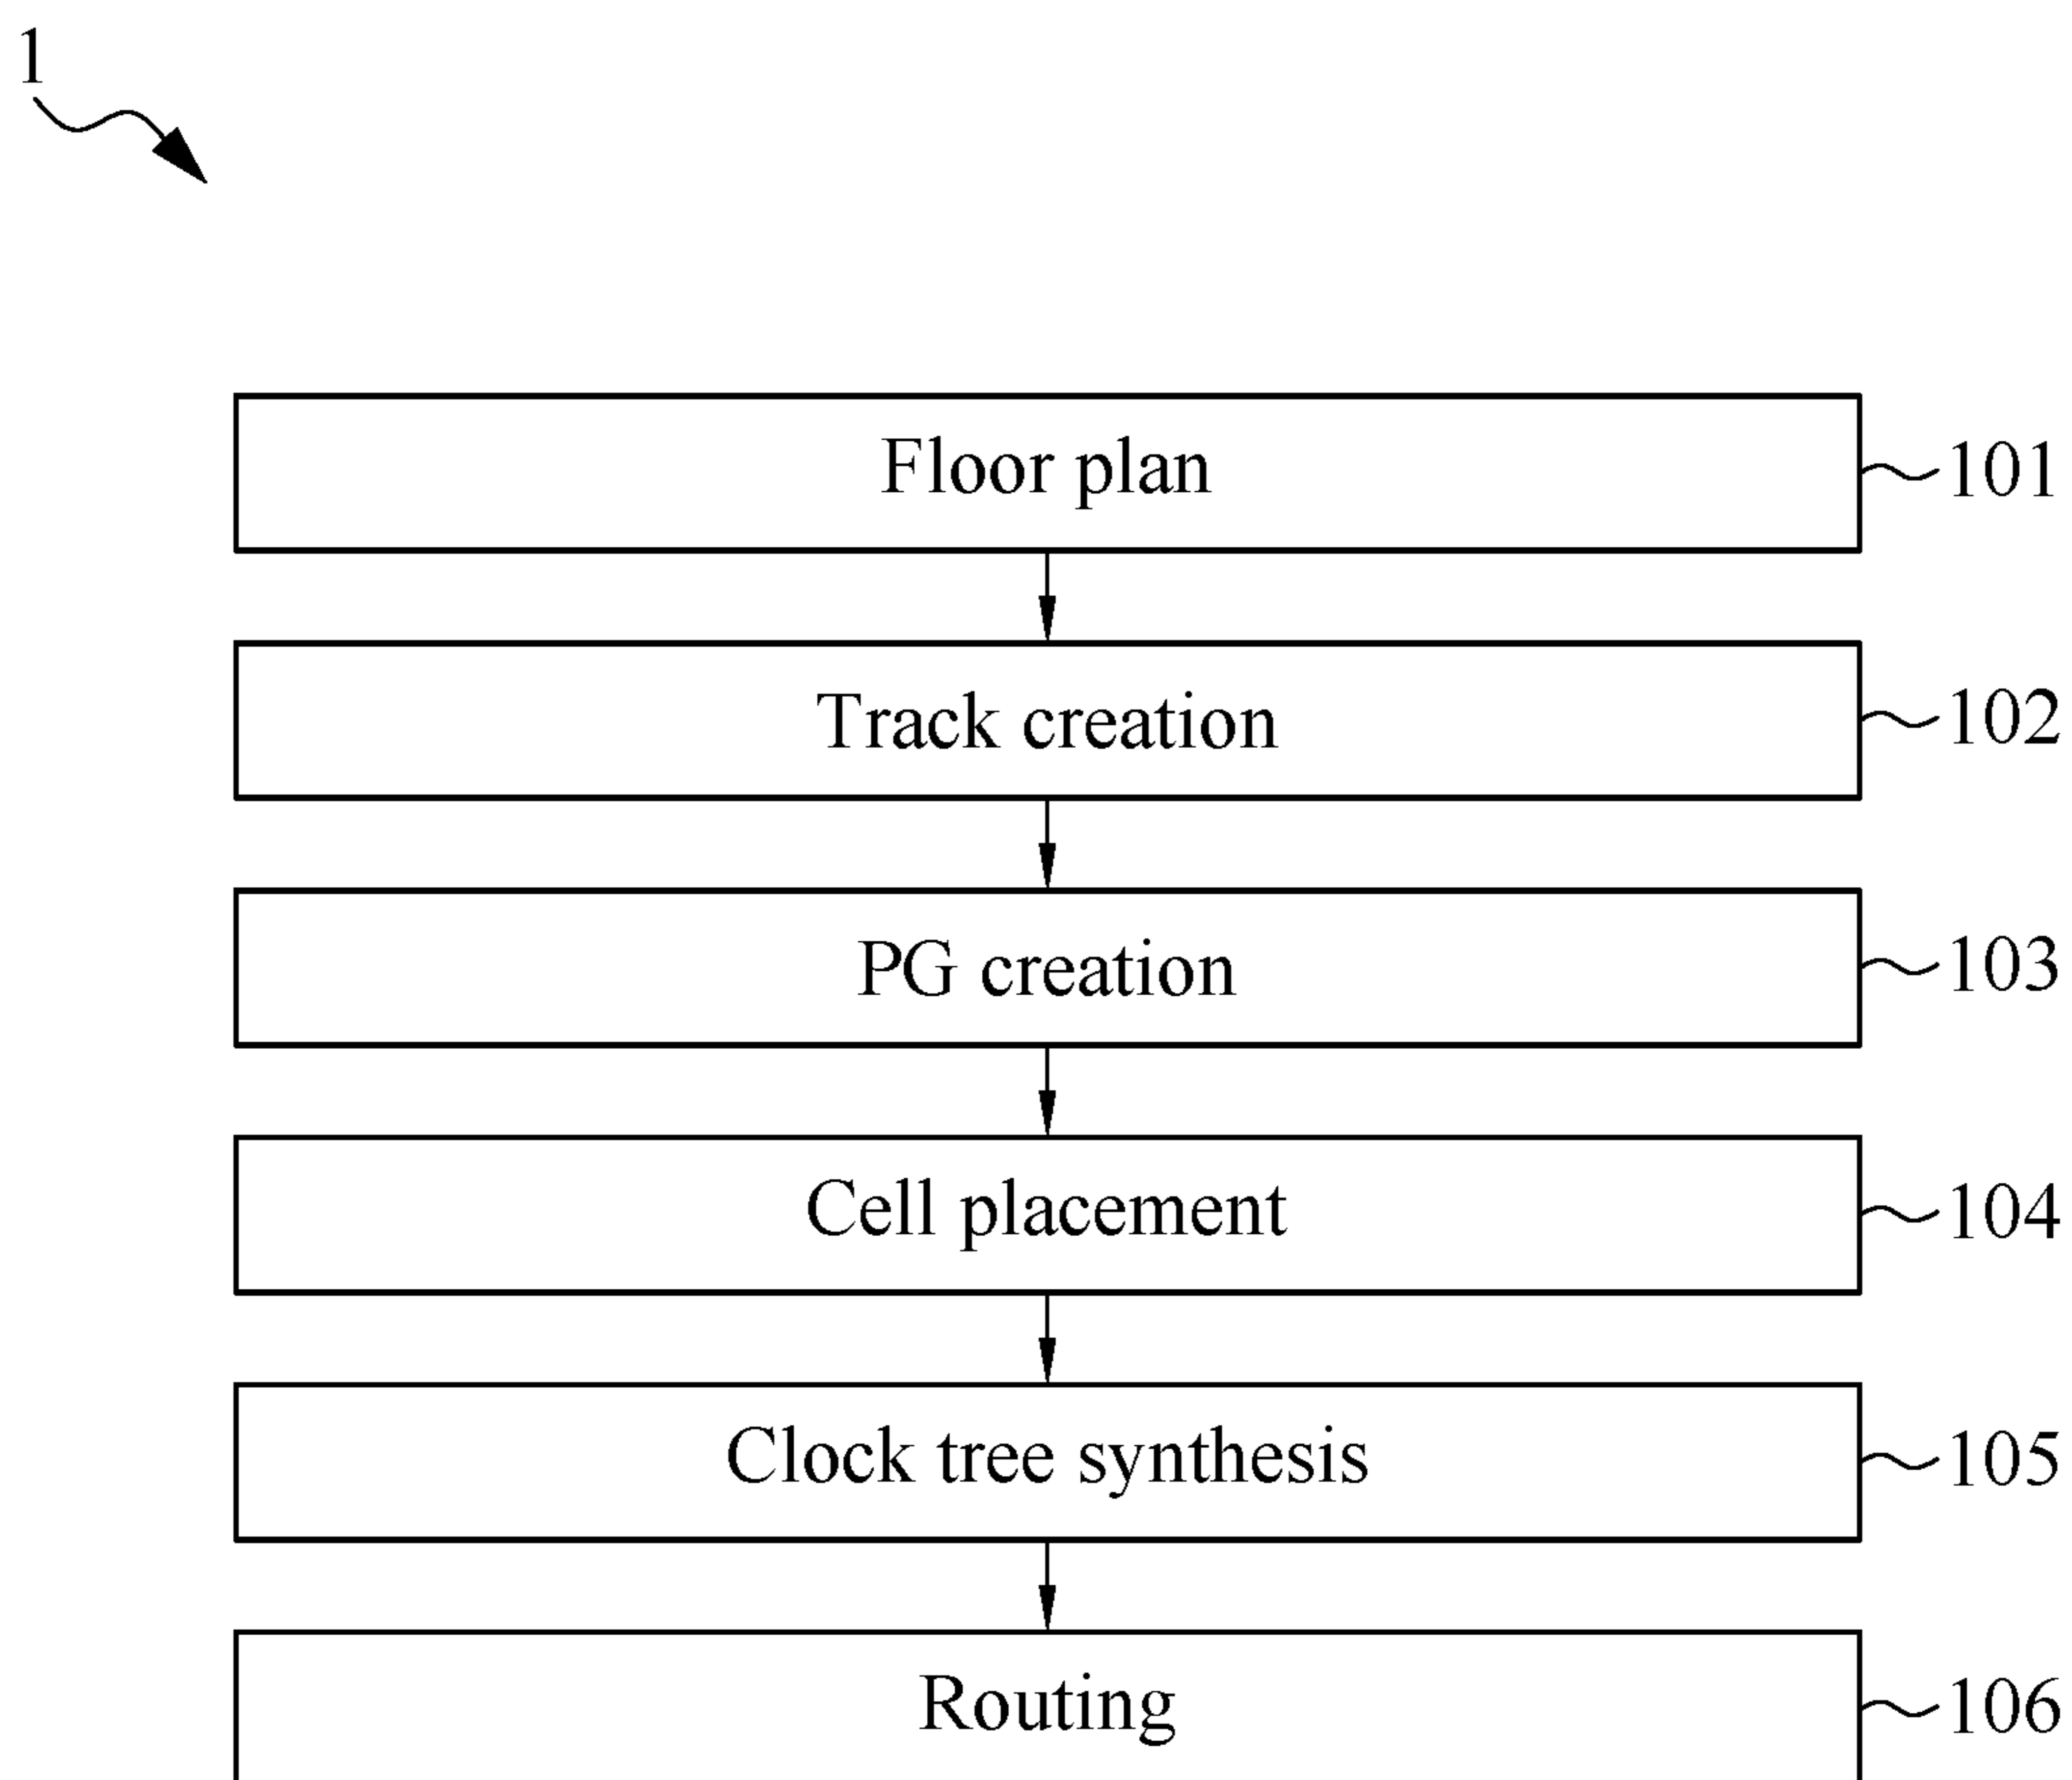 1
Floor plan 101
Track creation 102
PG creation 103
Cell placement 104
Clock tree synthesis 105
Routing 106